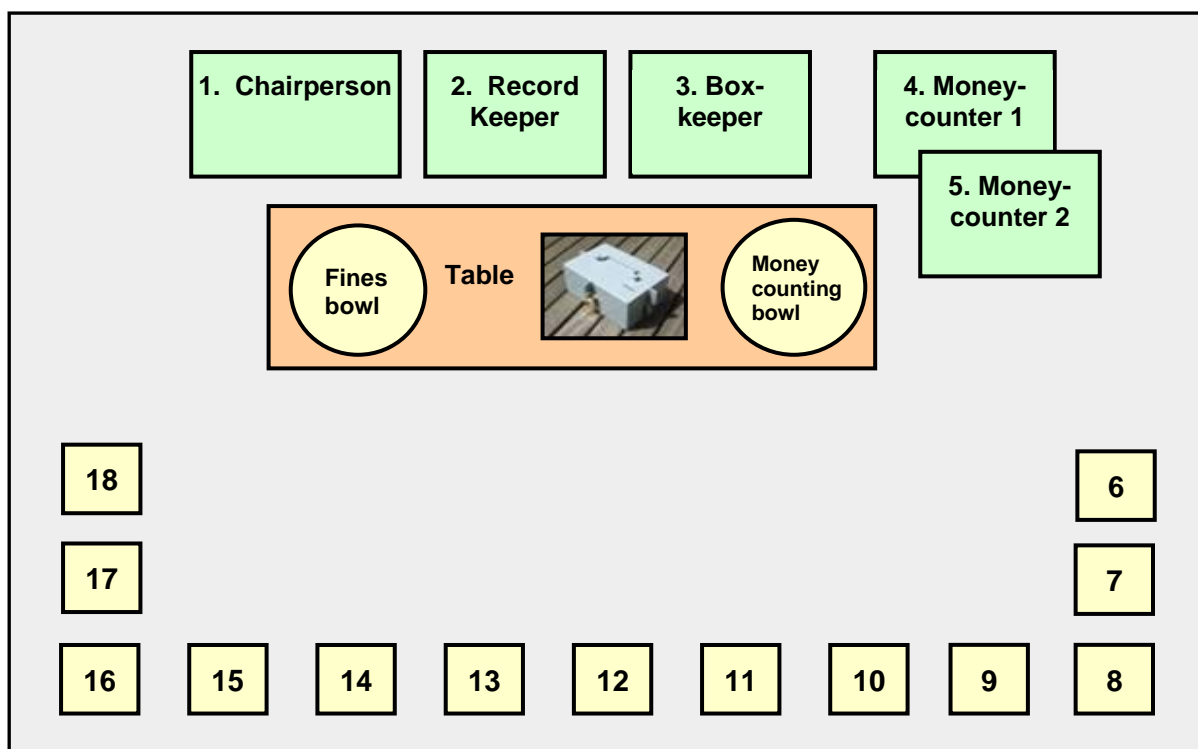 1. Chairperson
2. Record
Keeper
3. Box-
keeper
4. Money-
counter 1
5. Money-
counter 2
Fines
bowl
Table
Money
counting
bowl
18
6
17
7
16
15
14
13
12
11
10
9
8